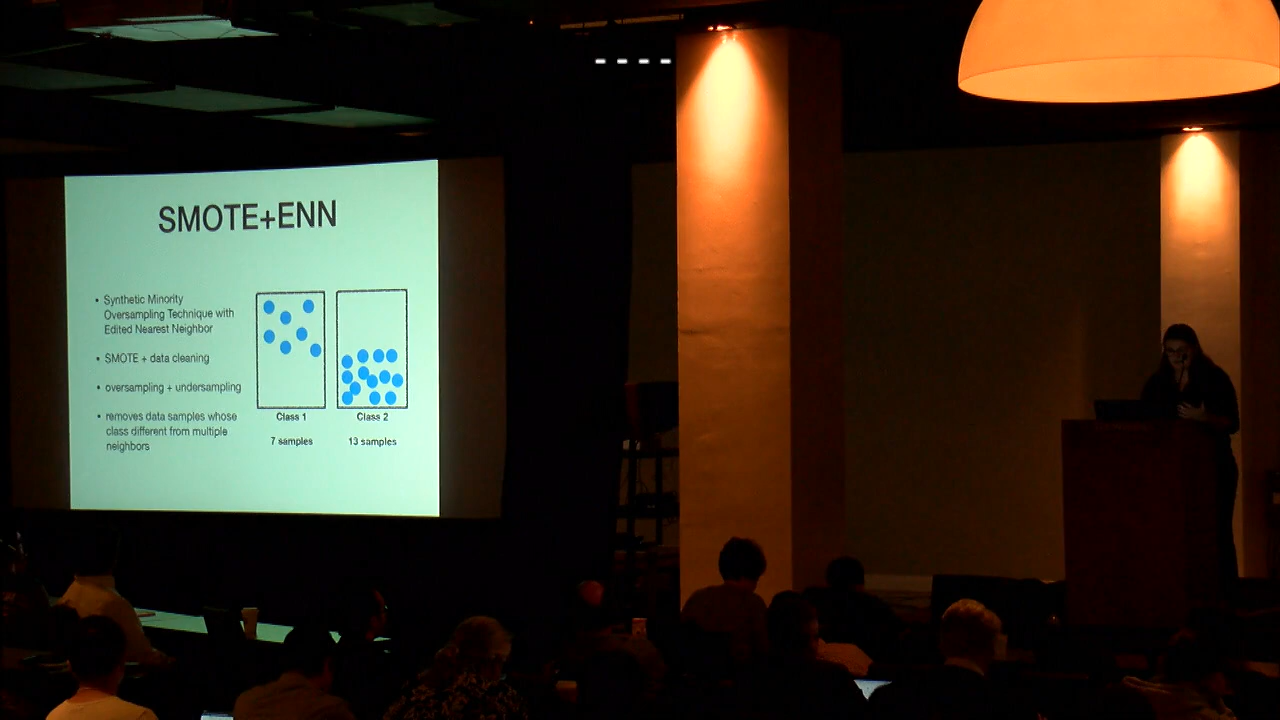 SMOTE+ENN
• Synthetic Minority
Oversampling Technique with
Edited Nearest Neighbor
• SMOTE + data cleaning
• oversampling + undersampling
• removes data samples whose
class different from multiple
neighbors
Class 1
Class 2
7 samples
13 samples